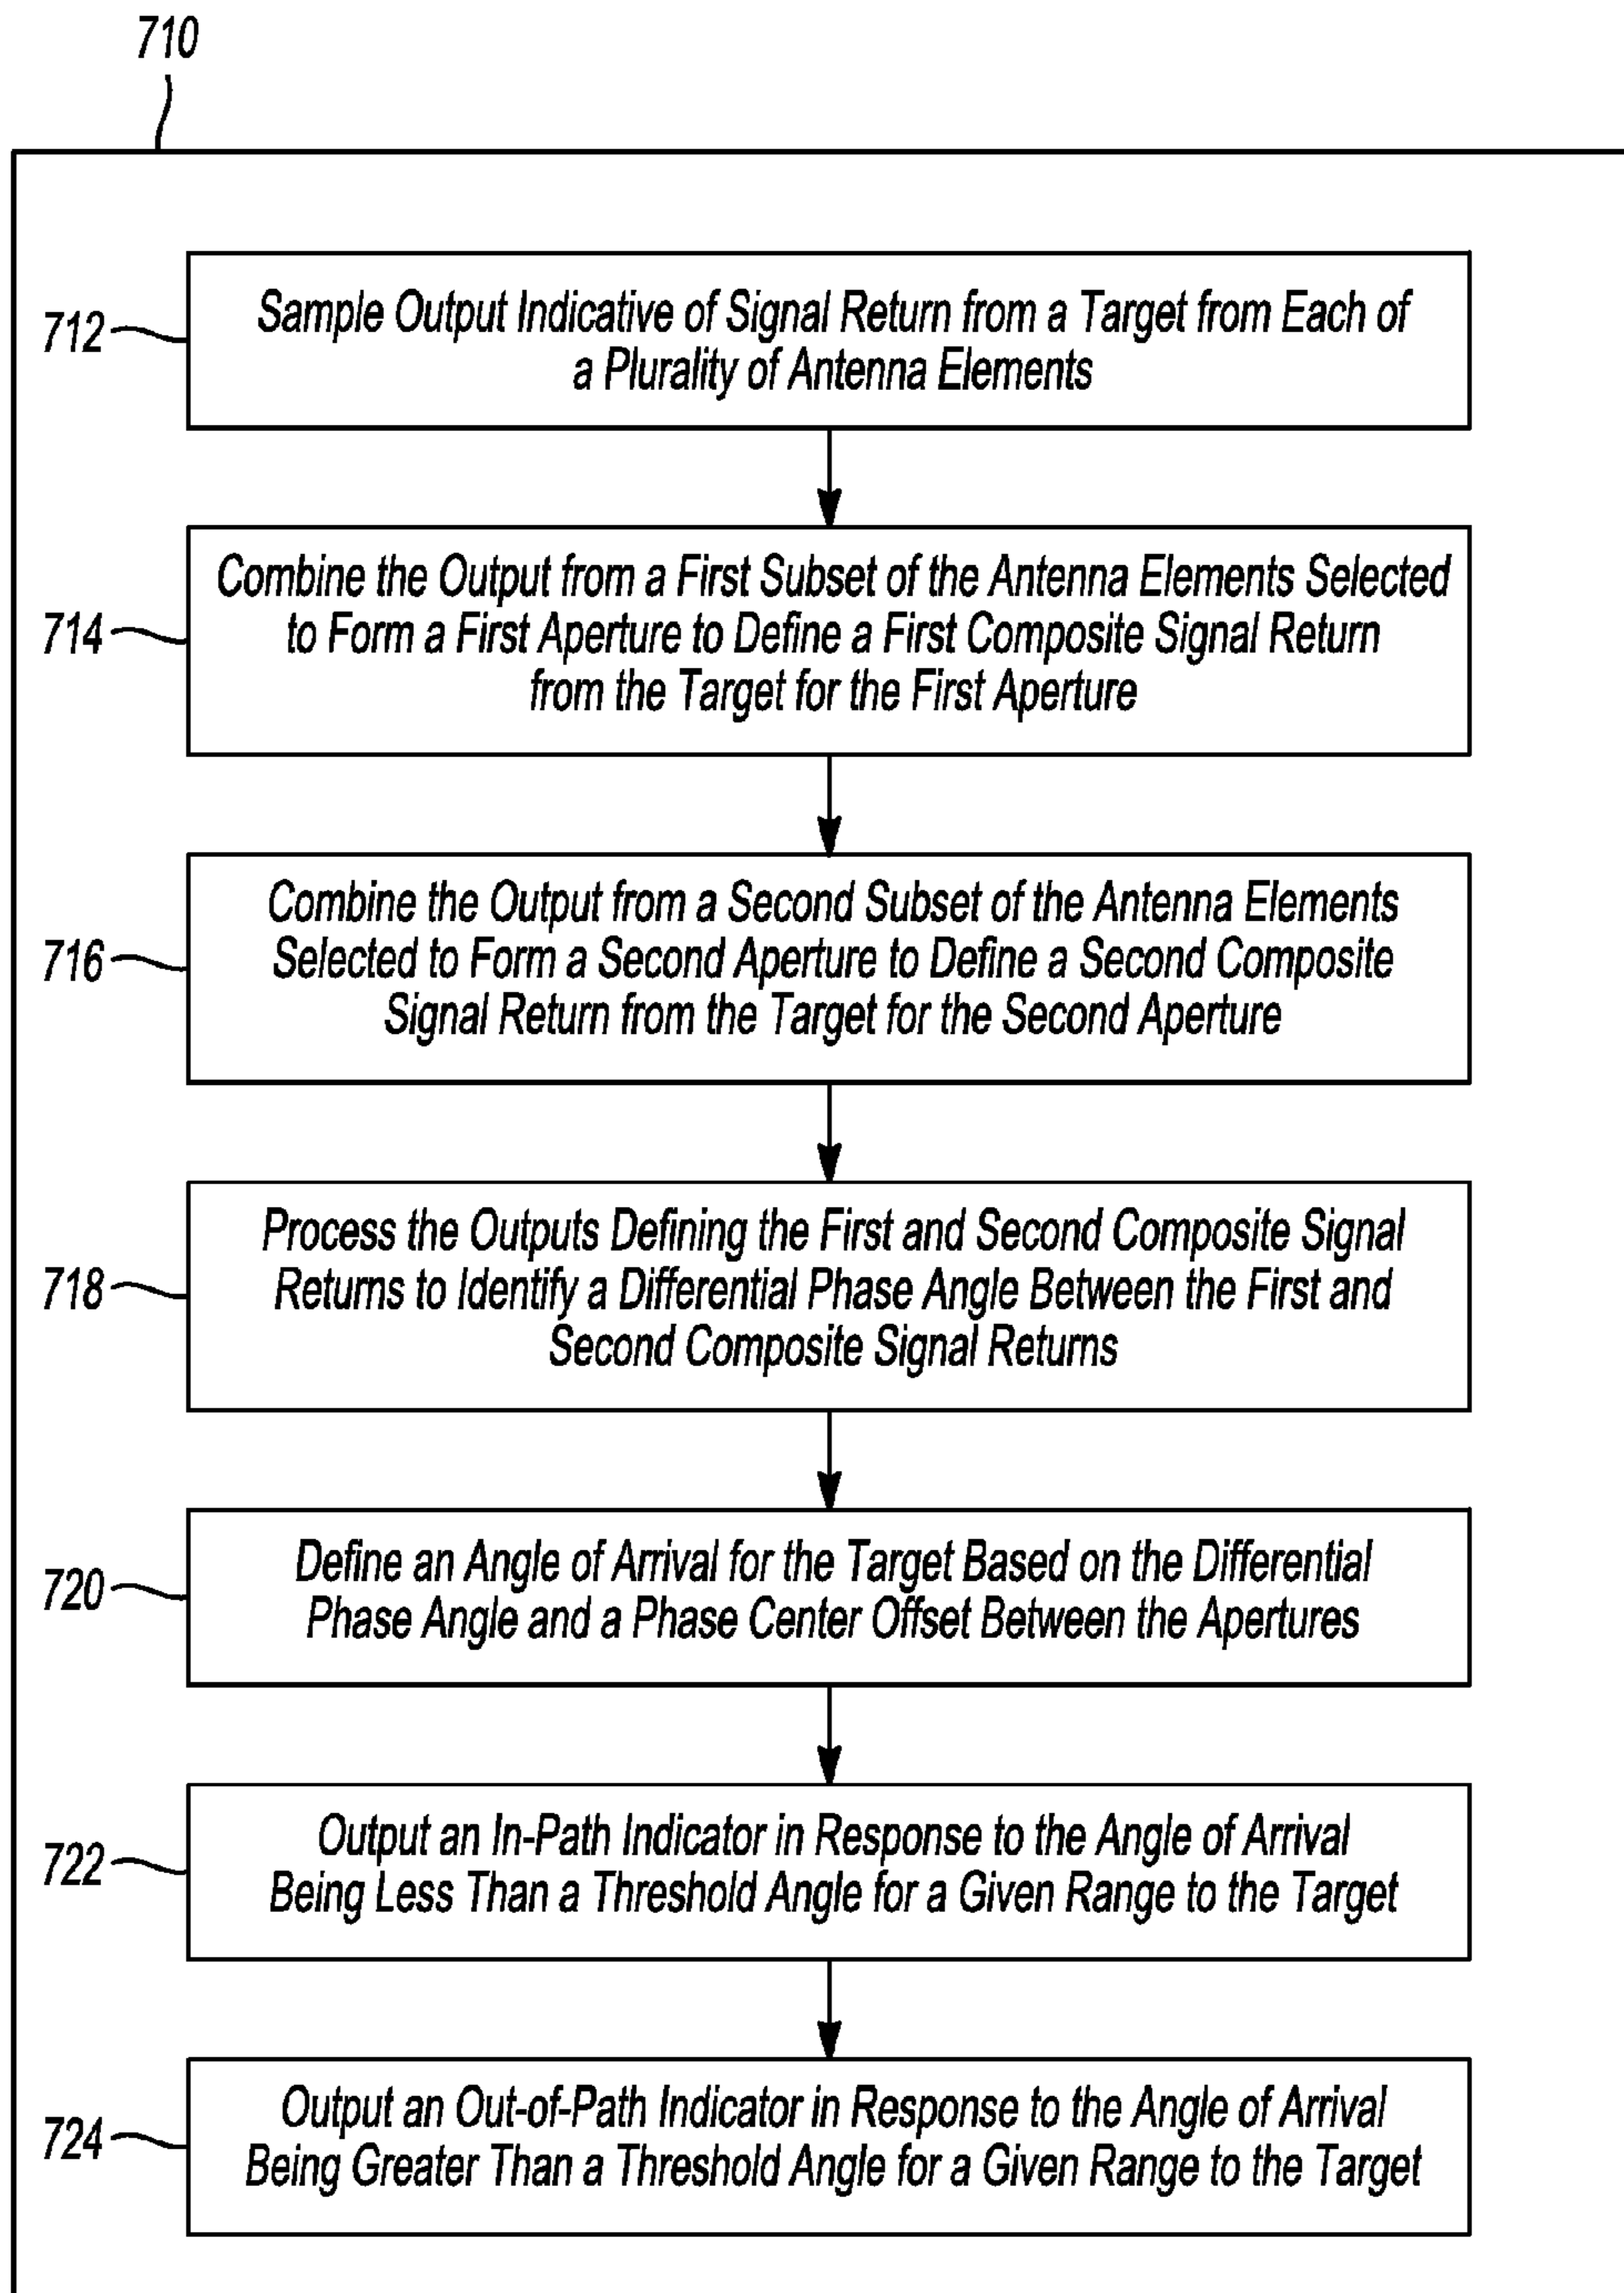 710
712
Sample Output Indicative of Signal Return from a Target from Each of
a Plurality of Antenna Elements
714
Combine the Output from a First Subset of the Antenna Elements Selected
to Form a First Aperture to Define a First Composite Signal Return
from the Target for the First Aperture
716
Combine the Output from a Second Subset of the Antenna Elements
Selected to Form a Second Aperture to Define a Second Composite
Signal Return from the Target for the Second Aperture
718
Process the Outputs Defining the First and Second Composite Signal
Returns to Identify a Differential Phase Angle Between the First and
Second Composite Signal Returns
720
Define an Angle of Arrival for the Target Based on the Differential
Phase Angle and a Phase Center Offset Between the Apertures
722
Output an In-Path Indicator in Response to the Angle of Arrival
Being Less Than a Threshold Angle for a Given Range to the Target
724
Output an Out-of-Path Indicator in Response to the Angle of Arrival
Being Greater Than a Threshold Angle for a Given Range to the Target